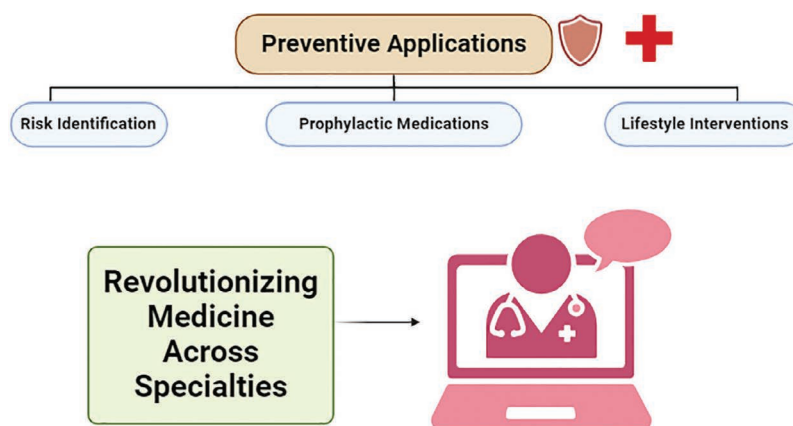 Preventive Applications
Risk Identification
Prophylactic Medications
Lifestyle Interventions
Revolutionizing
Medicine
Across
Specialties